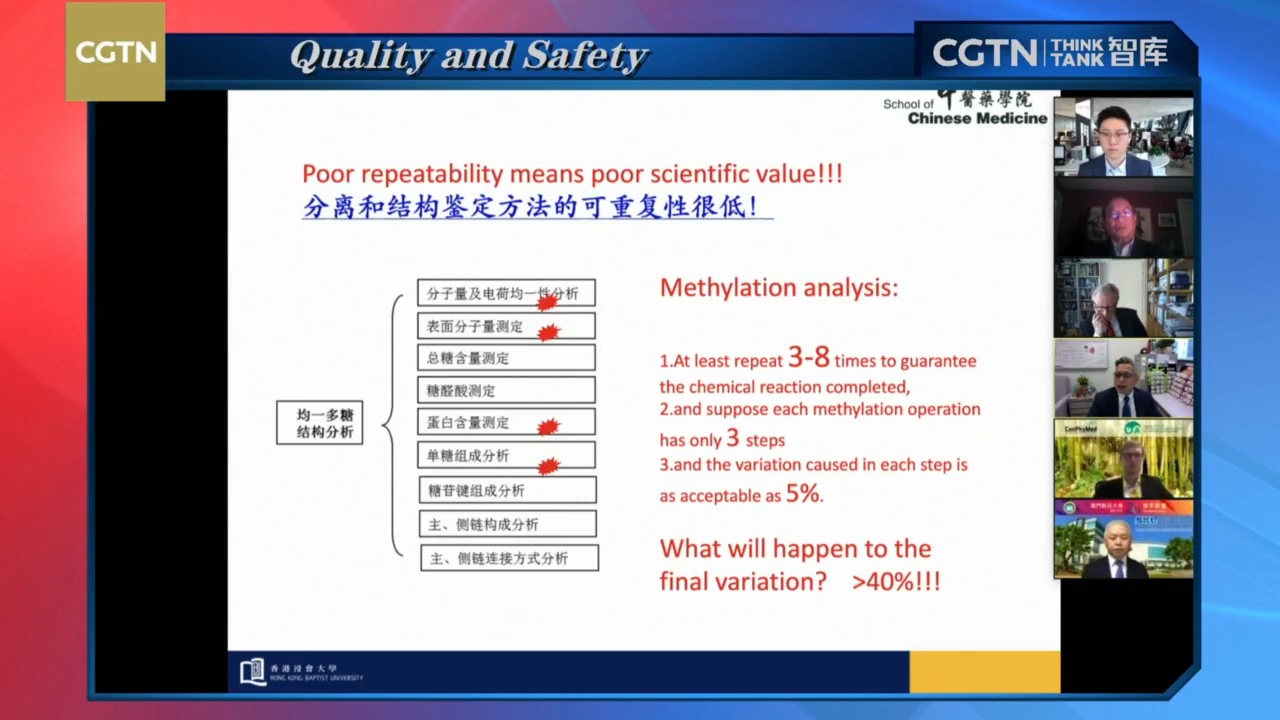 CGTN
Quality and Safety
CGTN THINK TANK 智库
School of 中醫藥學院
Chinese Medicine
Poor repeatability means poor scientific value!!!
分离和结构鉴定方法的可重复性很低!
均一多糖
结构分析
分子量及电荷均一性分析
表面分子量测定
总糖含量测定
糖醛酸测定
蛋白含量测定
单糖组成分析
糖苷键组成分析
主、侧链构成分析
主、侧链连接方式分析
Methylation analysis:
1.At least repeat 3-8 times to guarantee
the chemical reaction completed,
2.and suppose each methylation operation
has only 3 steps
3.and the variation caused in each step is
as acceptable as 5%.
What will happen to the
final variation? >40%!!!
香港浸會大學
HONG KONG BAPTIST UNIVERSITY
ConPhyMed